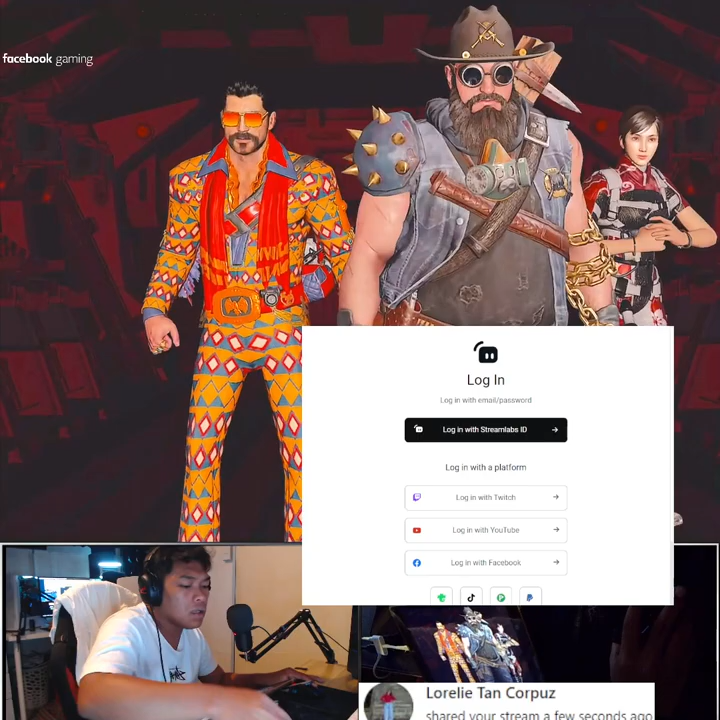 facebook gaming
Log In
Log in with email/password
Log in with Streamlabs ID
Log in with a platform
Log in with Twitch
Log in with YouTube
Log in with Facebook
Lorelie Tan Corpuz
shared your stream a few seconds ago